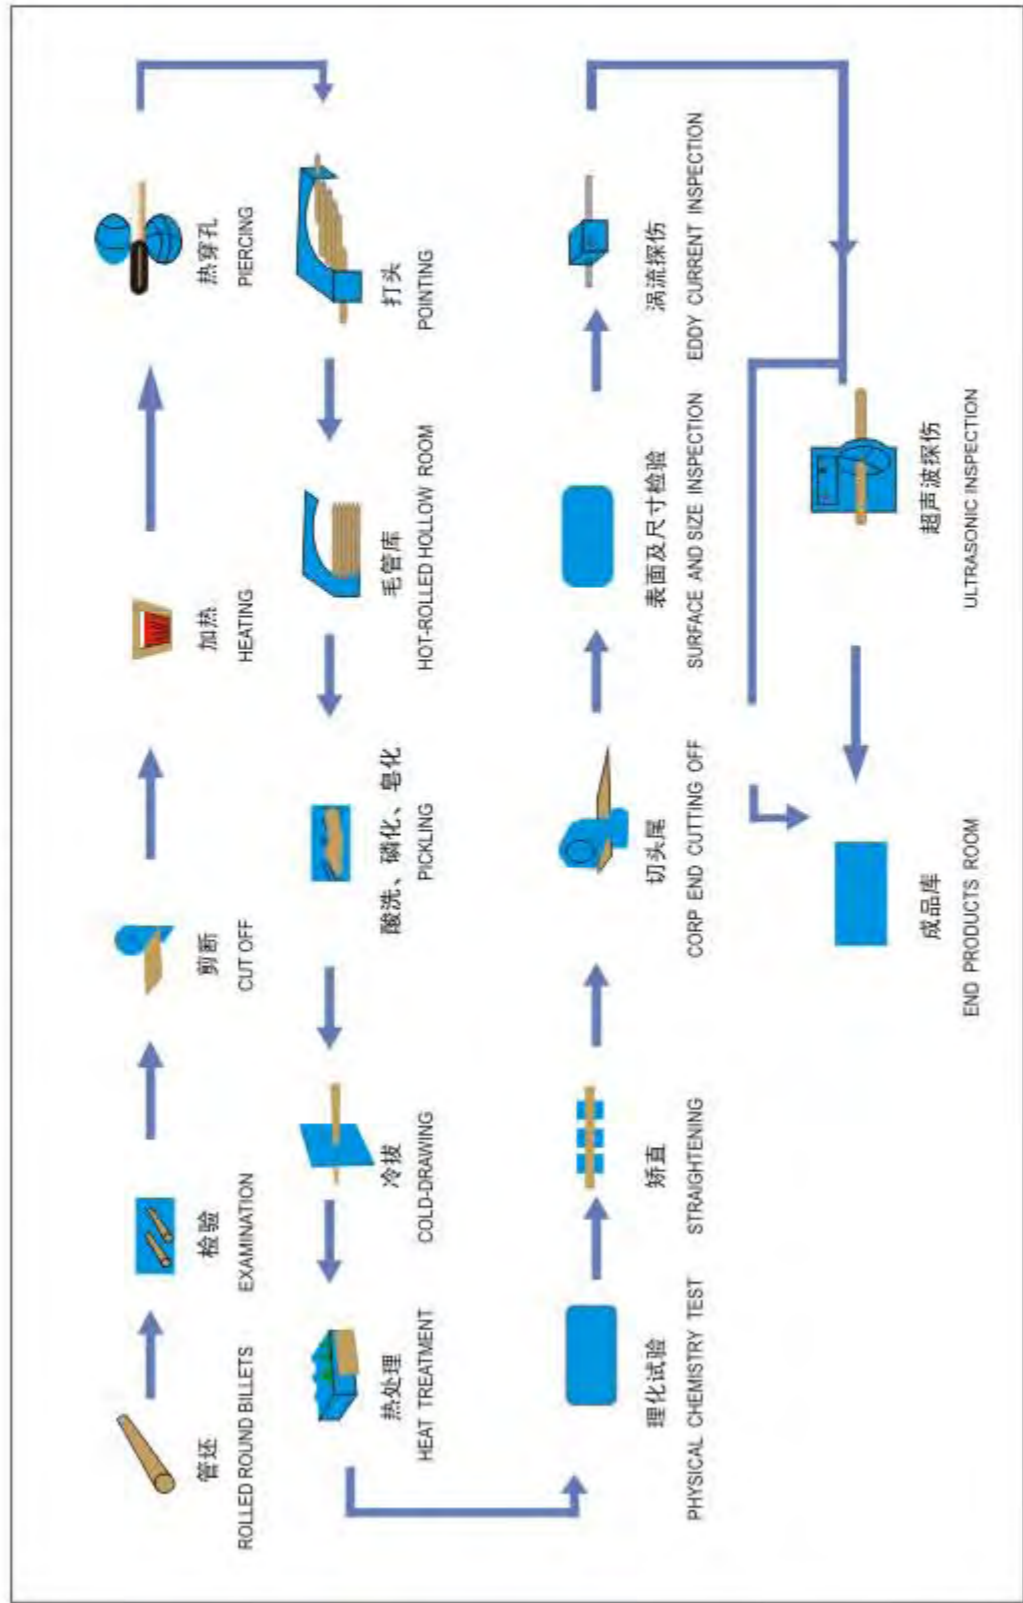 管坯
ROLLED ROUND BILLETS
检验
EXAMINATION
剪断
CUT OFF
加热
HEATING
热穿孔
PIERCING
打头
POINTING
毛管库
HOT-ROLLED HOLLOW ROOM
酸洗、磷化、皂化
PICKLING
冷拔
COLD-DRAWING
热处理
HEAT TREATMENT
理化试验
PHYSICAL CHEMISTRY TEST
矫直
STRAIGHTENING
切头尾
CORP END CUTTING OFF
表面及尺寸检验
SURFACE AND SIZE INSPECTION
涡流探伤
EDDY CURRENT INSPECTION
超声波探伤
ULTRASONIC INSPECTION
成品库
END PRODUCTS ROOM